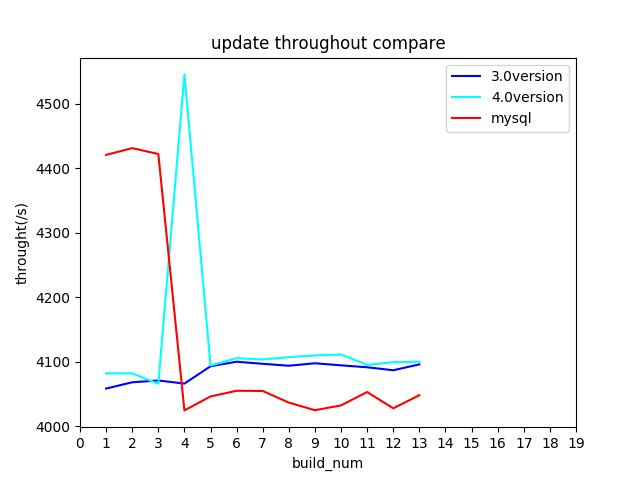 update throughout compare
3.0version
4.0version
mysql
throught(/s)
4500
4400
4300
4200
4100
4000
0 1 2 3 4 5 6 7 8 9 10 11 12 13 14 15 16 17 18 19
build_num